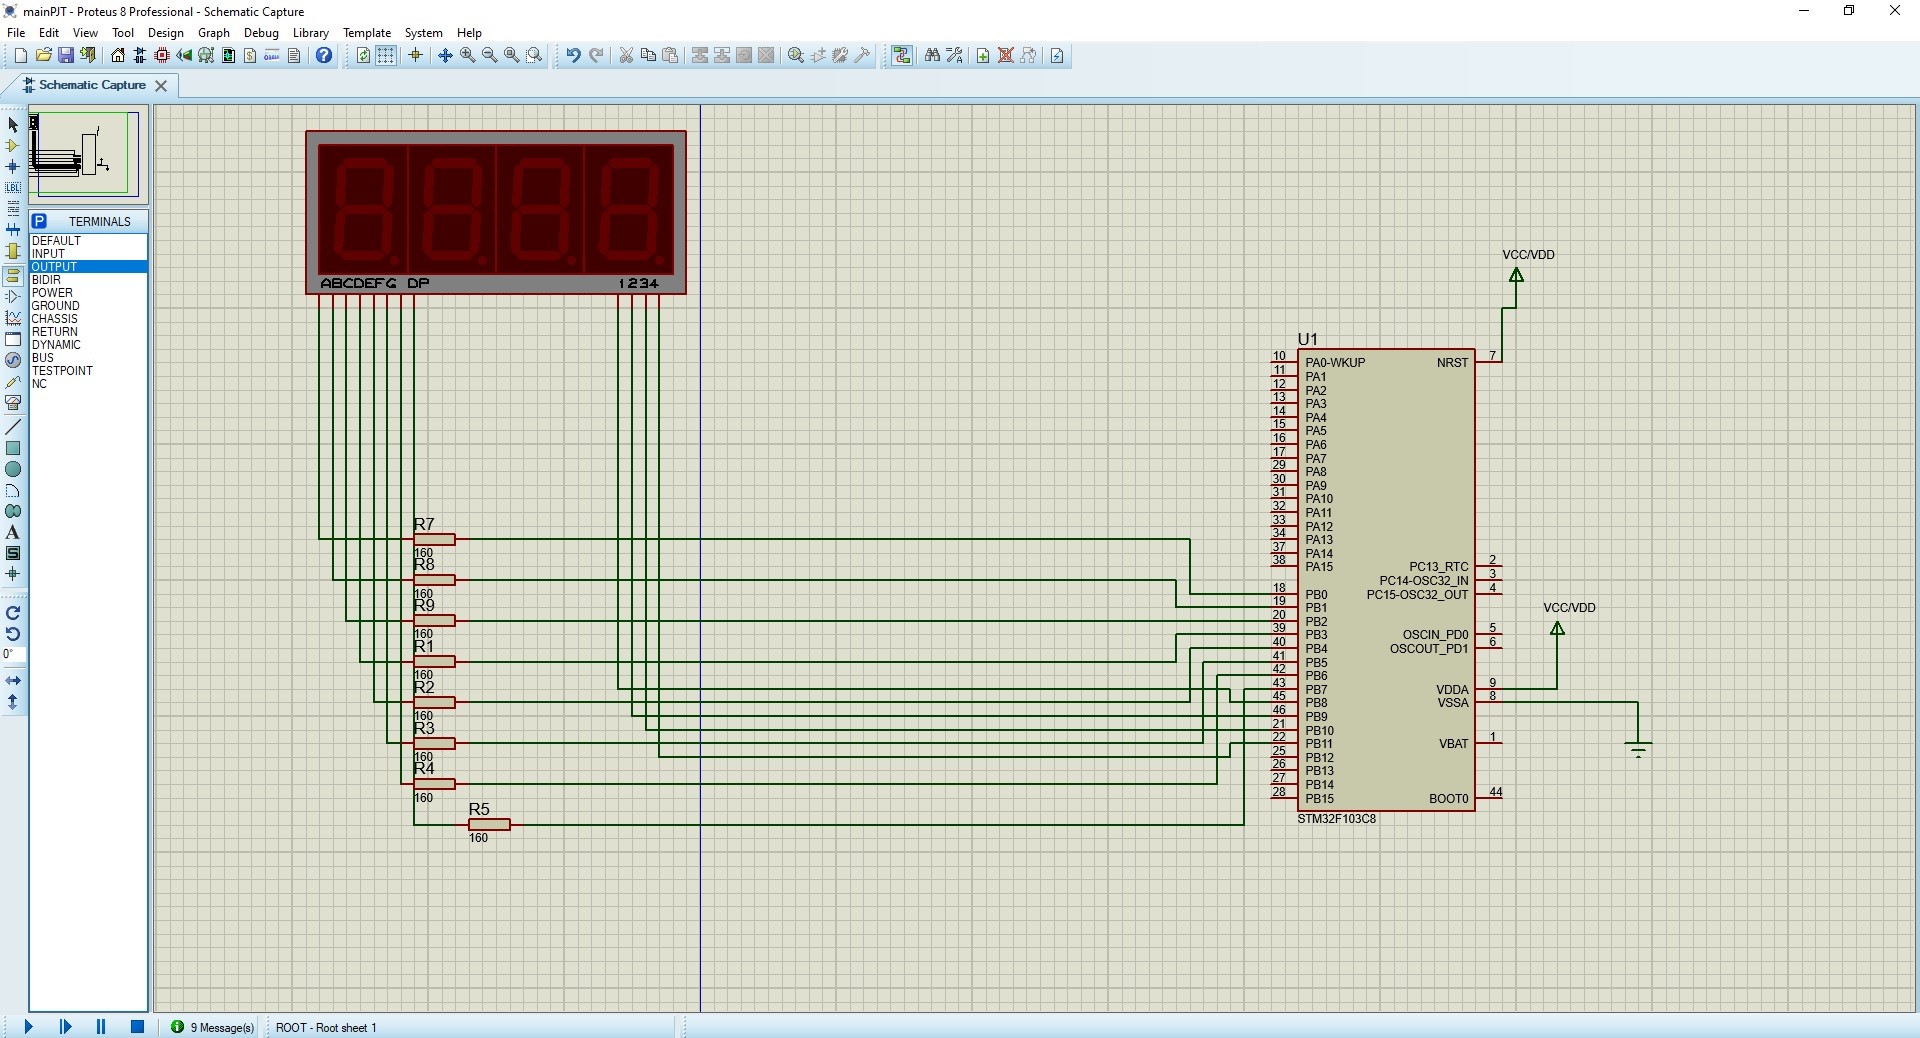 mainPJT - Proteus 8 Professional - Schematic Capture
File Edit View Tool Design Graph Debug Library Template System Help
Schematic Capture
LBL
A
S
0°
P TERMINALS
DEFAULT
INPUT
OUTPUT
BIDIR
POWER
GROUND
CHASSIS
RETURN
DYNAMIC
BUS
TESTPOINT
NC
ABCDEFG DP 1234
R7
160
R8
160
R9
160
R1
160
R2
160
R3
160
R4
160
R5
160
VCC/VDD
U1
10 PA0-WKUP NRST 7
11 PA1
12 PA2
13 PA3
14 PA4
15 PA5
16 PA6
17 PA7
29 PA8
30 PA9
31 PA10
32 PA11
33 PA12
34 PA13
37 PA14
38 PA15 PC13_RTC 2
PC14-OSC32_IN 3
18 PB0 PC15-OSC32_OUT 4
19 PB1
VCC/VDD
20 PB2
39 PB3 OSCIN_PD0 5
40 PB4 OSCOUT_PD1 6
41 PB5
42 PB6
43 PB7 VDDA 9
45 PB8 VSSA 8
46 PB9
21 PB10
22 PB11 VBAT 1
25 PB12
26 PB13
27 PB14
28 PB15 BOOT0 44
STM32F103C8
9 Message(s) ROOT - Root sheet 1